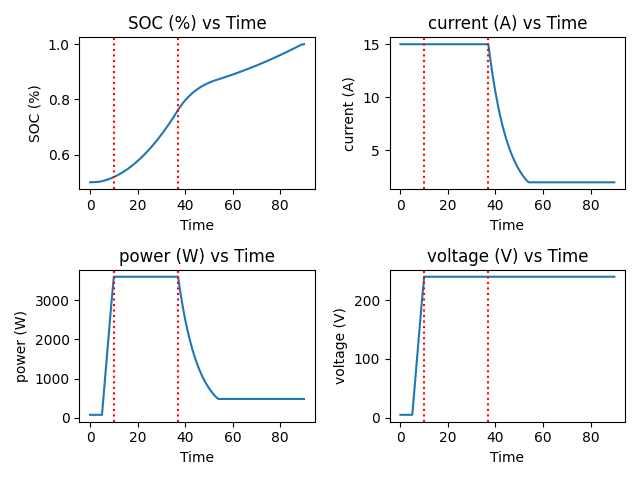 SOC (%) vs Time
SOC (%)
1.0
0.8
0.6
0 20 40 60 80
Time
current (A) vs Time
current (A)
15
10
5
0 20 40 60 80
Time
power (W) vs Time
power (W)
3000
2000
1000
0
0 20 40 60 80
Time
voltage (V) vs Time
voltage (V)
200
100
0
0 20 40 60 80
Time